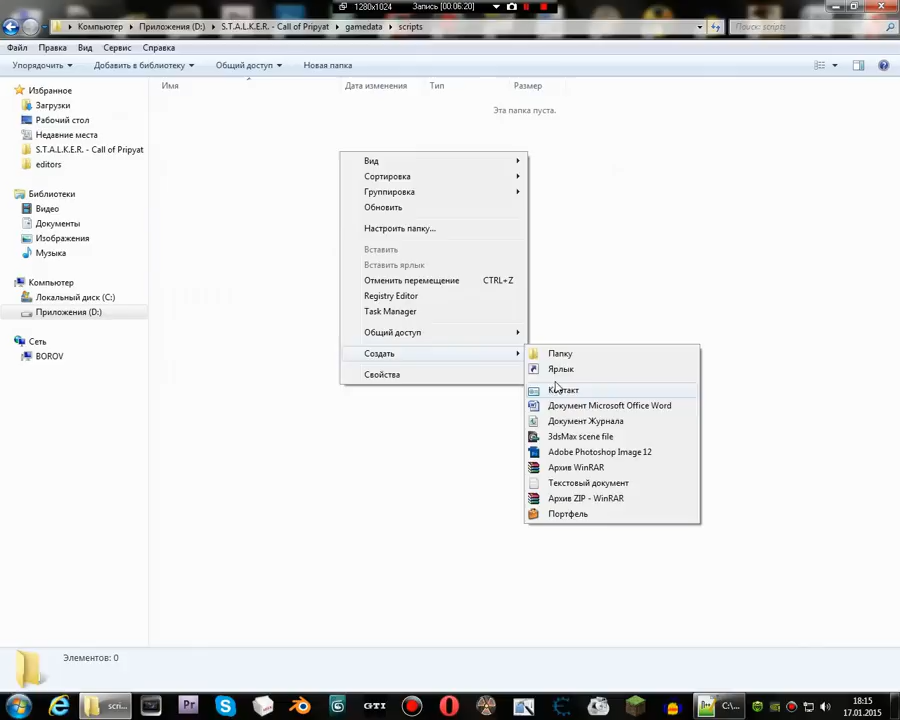 1280x1024 Запись [00:06:20]
Компьютер Приложения (D:) S.T.A.L.K.E.R. - Call of Pripyat gamedata scripts
Поиск: scripts
Файл Правка Вид Сервис Справка
Упорядочить Добавить в библиотеку Общий доступ Новая папка
Имя Дата изменения Тип Размер
Эта папка пуста.
Избранное
Загрузки
Рабочий стол
Недавние места
S.T.A.L.K.E.R. - Call of Pripyat
editors
Библиотеки
Видео
Документы
Изображения
Музыка
Компьютер
Локальный диск (C:)
Приложения (D:)
Сеть
BOROV
Вид
Сортировка
Группировка
Обновить
Настроить папку...
Вставить
Вставить ярлык
Отменить перемещение CTRL+Z
Registry Editor
Task Manager
Общий доступ
Создать
Свойства
Папку
Ярлык
Контакт
Документ Microsoft Office Word
Документ Журнала
3dsMax scene file
Adobe Photoshop Image 12
Архив WinRAR
Текстовый документ
Архив ZIP - WinRAR
Портфель
Элементов: 0
scri...
Pr
GTI
C:\...
18:15
17.01.2015